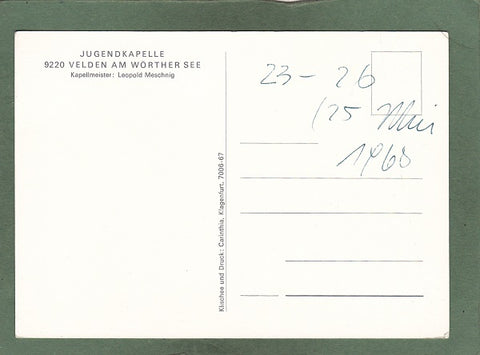 JUGENDKAPELLE
9220 VELDEN AM WÖRTHER SEE
Kapellmeister: Leopold Meschnig
23 - 26
(25 Mai
1968
Klischee und Druck: Carinthia, Klagenfurt, 7006-67